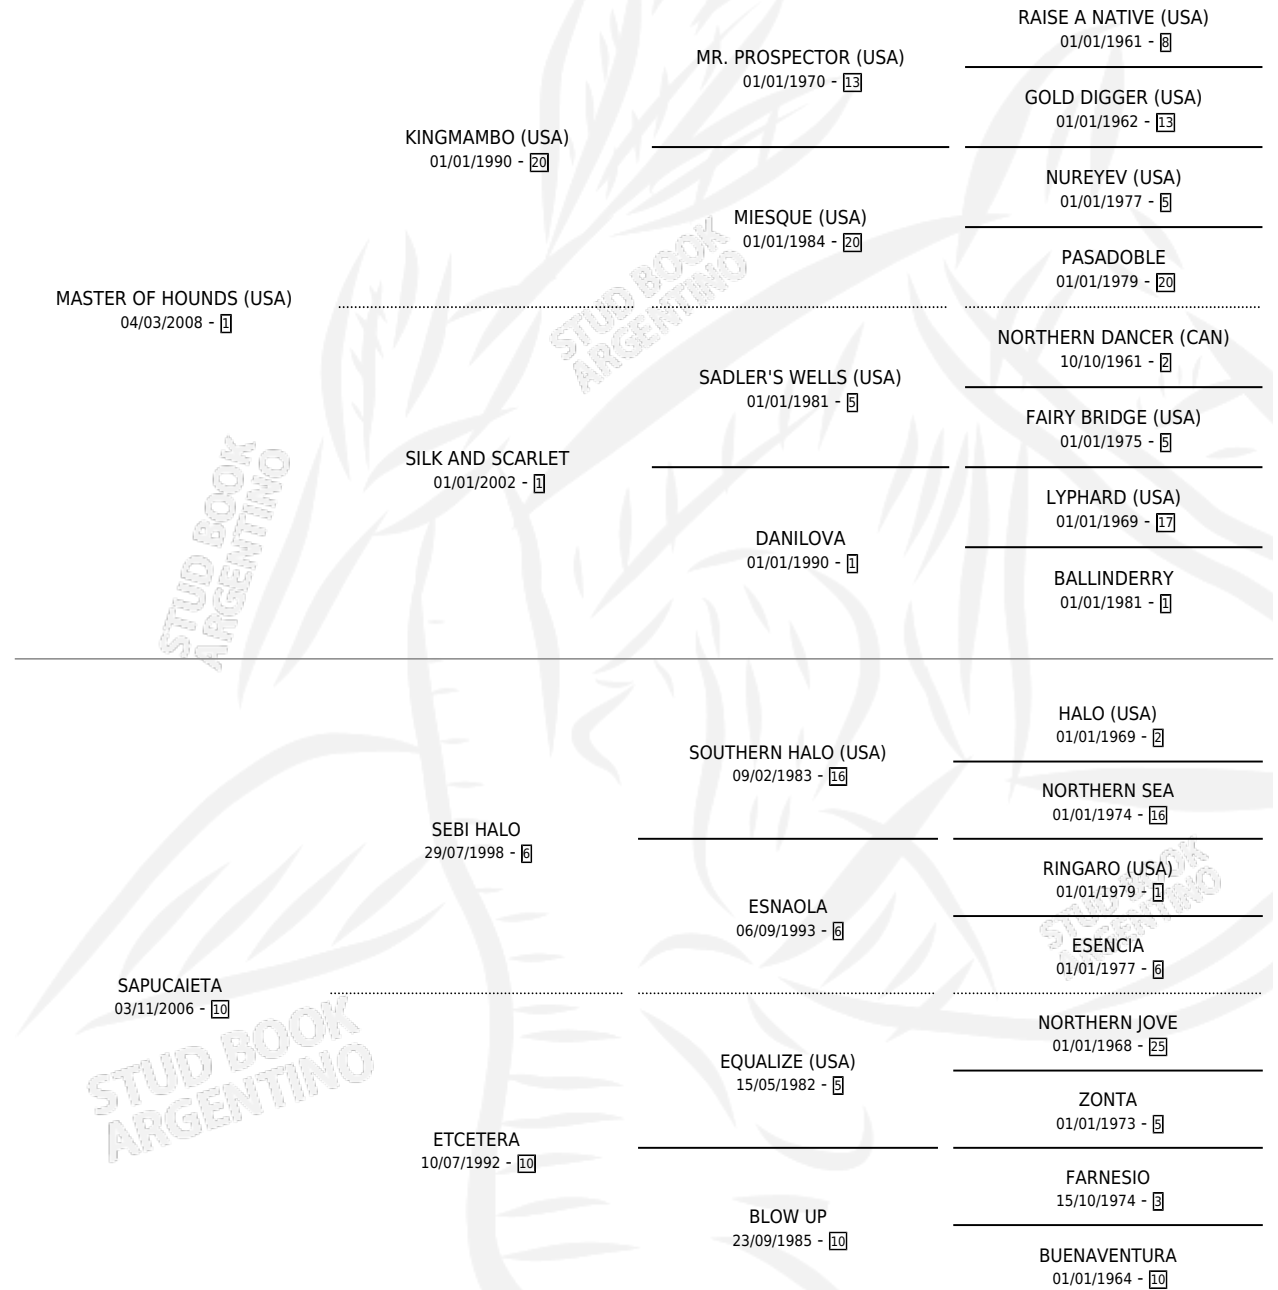 RAISE A NATIVE (USA)
01/01/1961 - 8
MR. PROSPECTOR (USA)
01/01/1970 - 13
GOLD DIGGER (USA)
01/01/1962 - 13
KINGMAMBO (USA)
01/01/1990 - 20
NUREYEV (USA)
01/01/1977 - 5
MIESQUE (USA)
01/01/1984 - 20
PASADOBLE
01/01/1979 - 20
MASTER OF HOUNDS (USA)
04/03/2008 - 1
STUD BOOK
ARGENTINO
NORTHERN DANCER (CAN)
10/10/1961 - 2
SADLER'S WELLS (USA)
01/01/1981 - 5
FAIRY BRIDGE (USA)
01/01/1975 - 5
SILK AND SCARLET
01/01/2002 - 1
LYPHARD (USA)
01/01/1969 - 17
DANILOVA
01/01/1990 - 1
BALLINDERRY
01/01/1981 - 1
STUD BOOK
ARGENTINO
HALO (USA)
01/01/1969 - 2
SOUTHERN HALO (USA)
09/02/1983 - 16
NORTHERN SEA
01/01/1974 - 16
SEBI HALO
29/07/1998 - 6
RINGARO (USA)
01/01/1979 - 1
STUD BOOK
ARGENTINO
ESNAOLA
06/09/1993 - 6
ESENCIA
01/01/1977 - 6
SAPUCAIETA
03/11/2006 - 10
STUD BOOK
ARGENTINO
NORTHERN JOVE
01/01/1968 - 25
EQUALIZE (USA)
15/05/1982 - 5
ZONTA
01/01/1973 - 5
ETCETERA
10/07/1992 - 10
FARNESIO
15/10/1974 - 3
BLOW UP
23/09/1985 - 10
BUENAVENTURA
01/01/1964 - 10